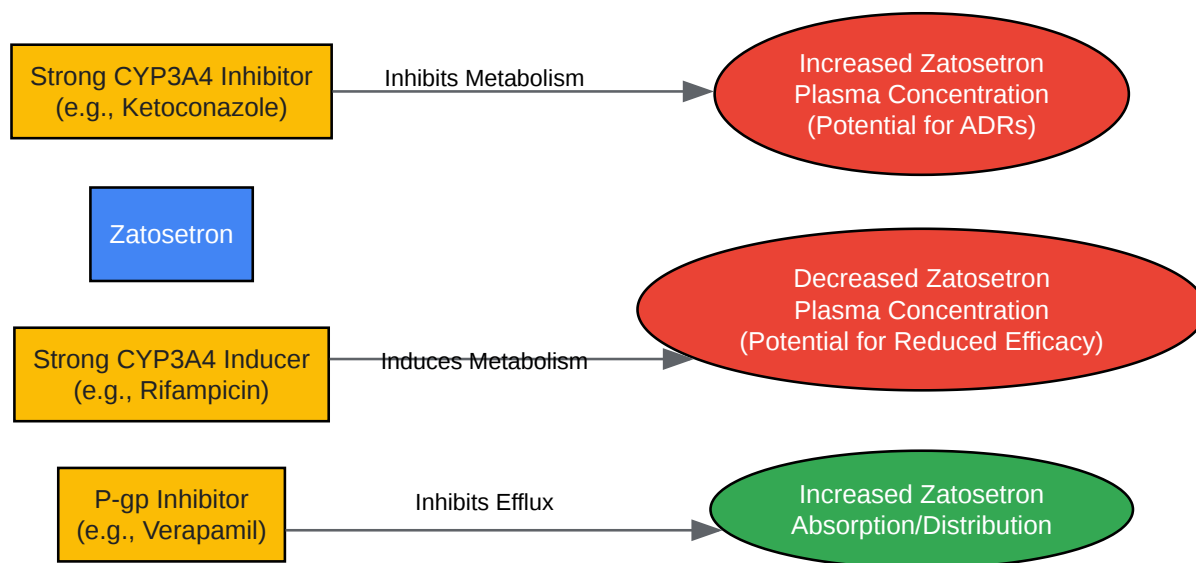 Strong CYP3A4 Inhibitor
(e.g., Ketoconazole)
Inhibits Metabolism
Increased Zatosetron
Plasma Concentration
(Potential for ADRs)
Zatosetron
Strong CYP3A4 Inducer
(e.g., Rifampicin)
Induces Metabolism
Decreased Zatosetron
Plasma Concentration
(Potential for Reduced Efficacy)
P-gp Inhibitor
(e.g., Verapamil)
Inhibits Efflux
Increased Zatosetron
Absorption/Distribution